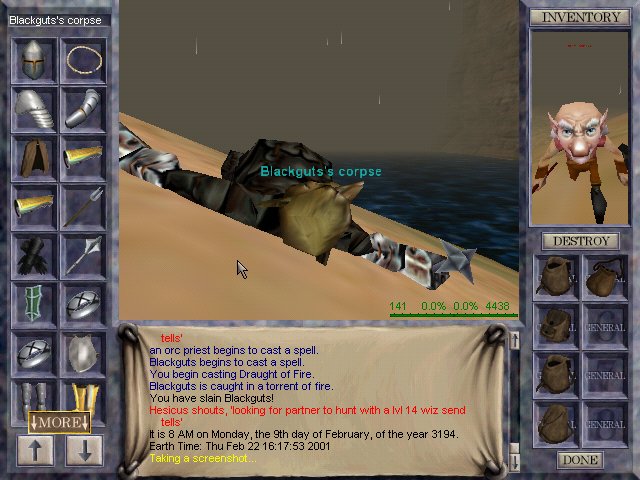 Blackguts's corpse
INVENTORY
Blackguts's corpse
DESTROY
GENERAL
GENERAL
GENERAL
141 0.0% 0.0% 4438
tells'
an orc priest begins to cast a spell.
Blackguts begins to cast a spell.
You begin casting Draught of Fire.
Blackguts is caught in a torrent of fire.
You have slain Blackguts!
Hesicus shouts, 'looking for partner to hunt with a lvl 14 wiz send
tells'
It is 8 AM on Monday, the 9th day of February, of the year 3194.
Earth Time: Thu Feb 22 16:17:53 2001
Taking a screenshot...
MORE
DONE